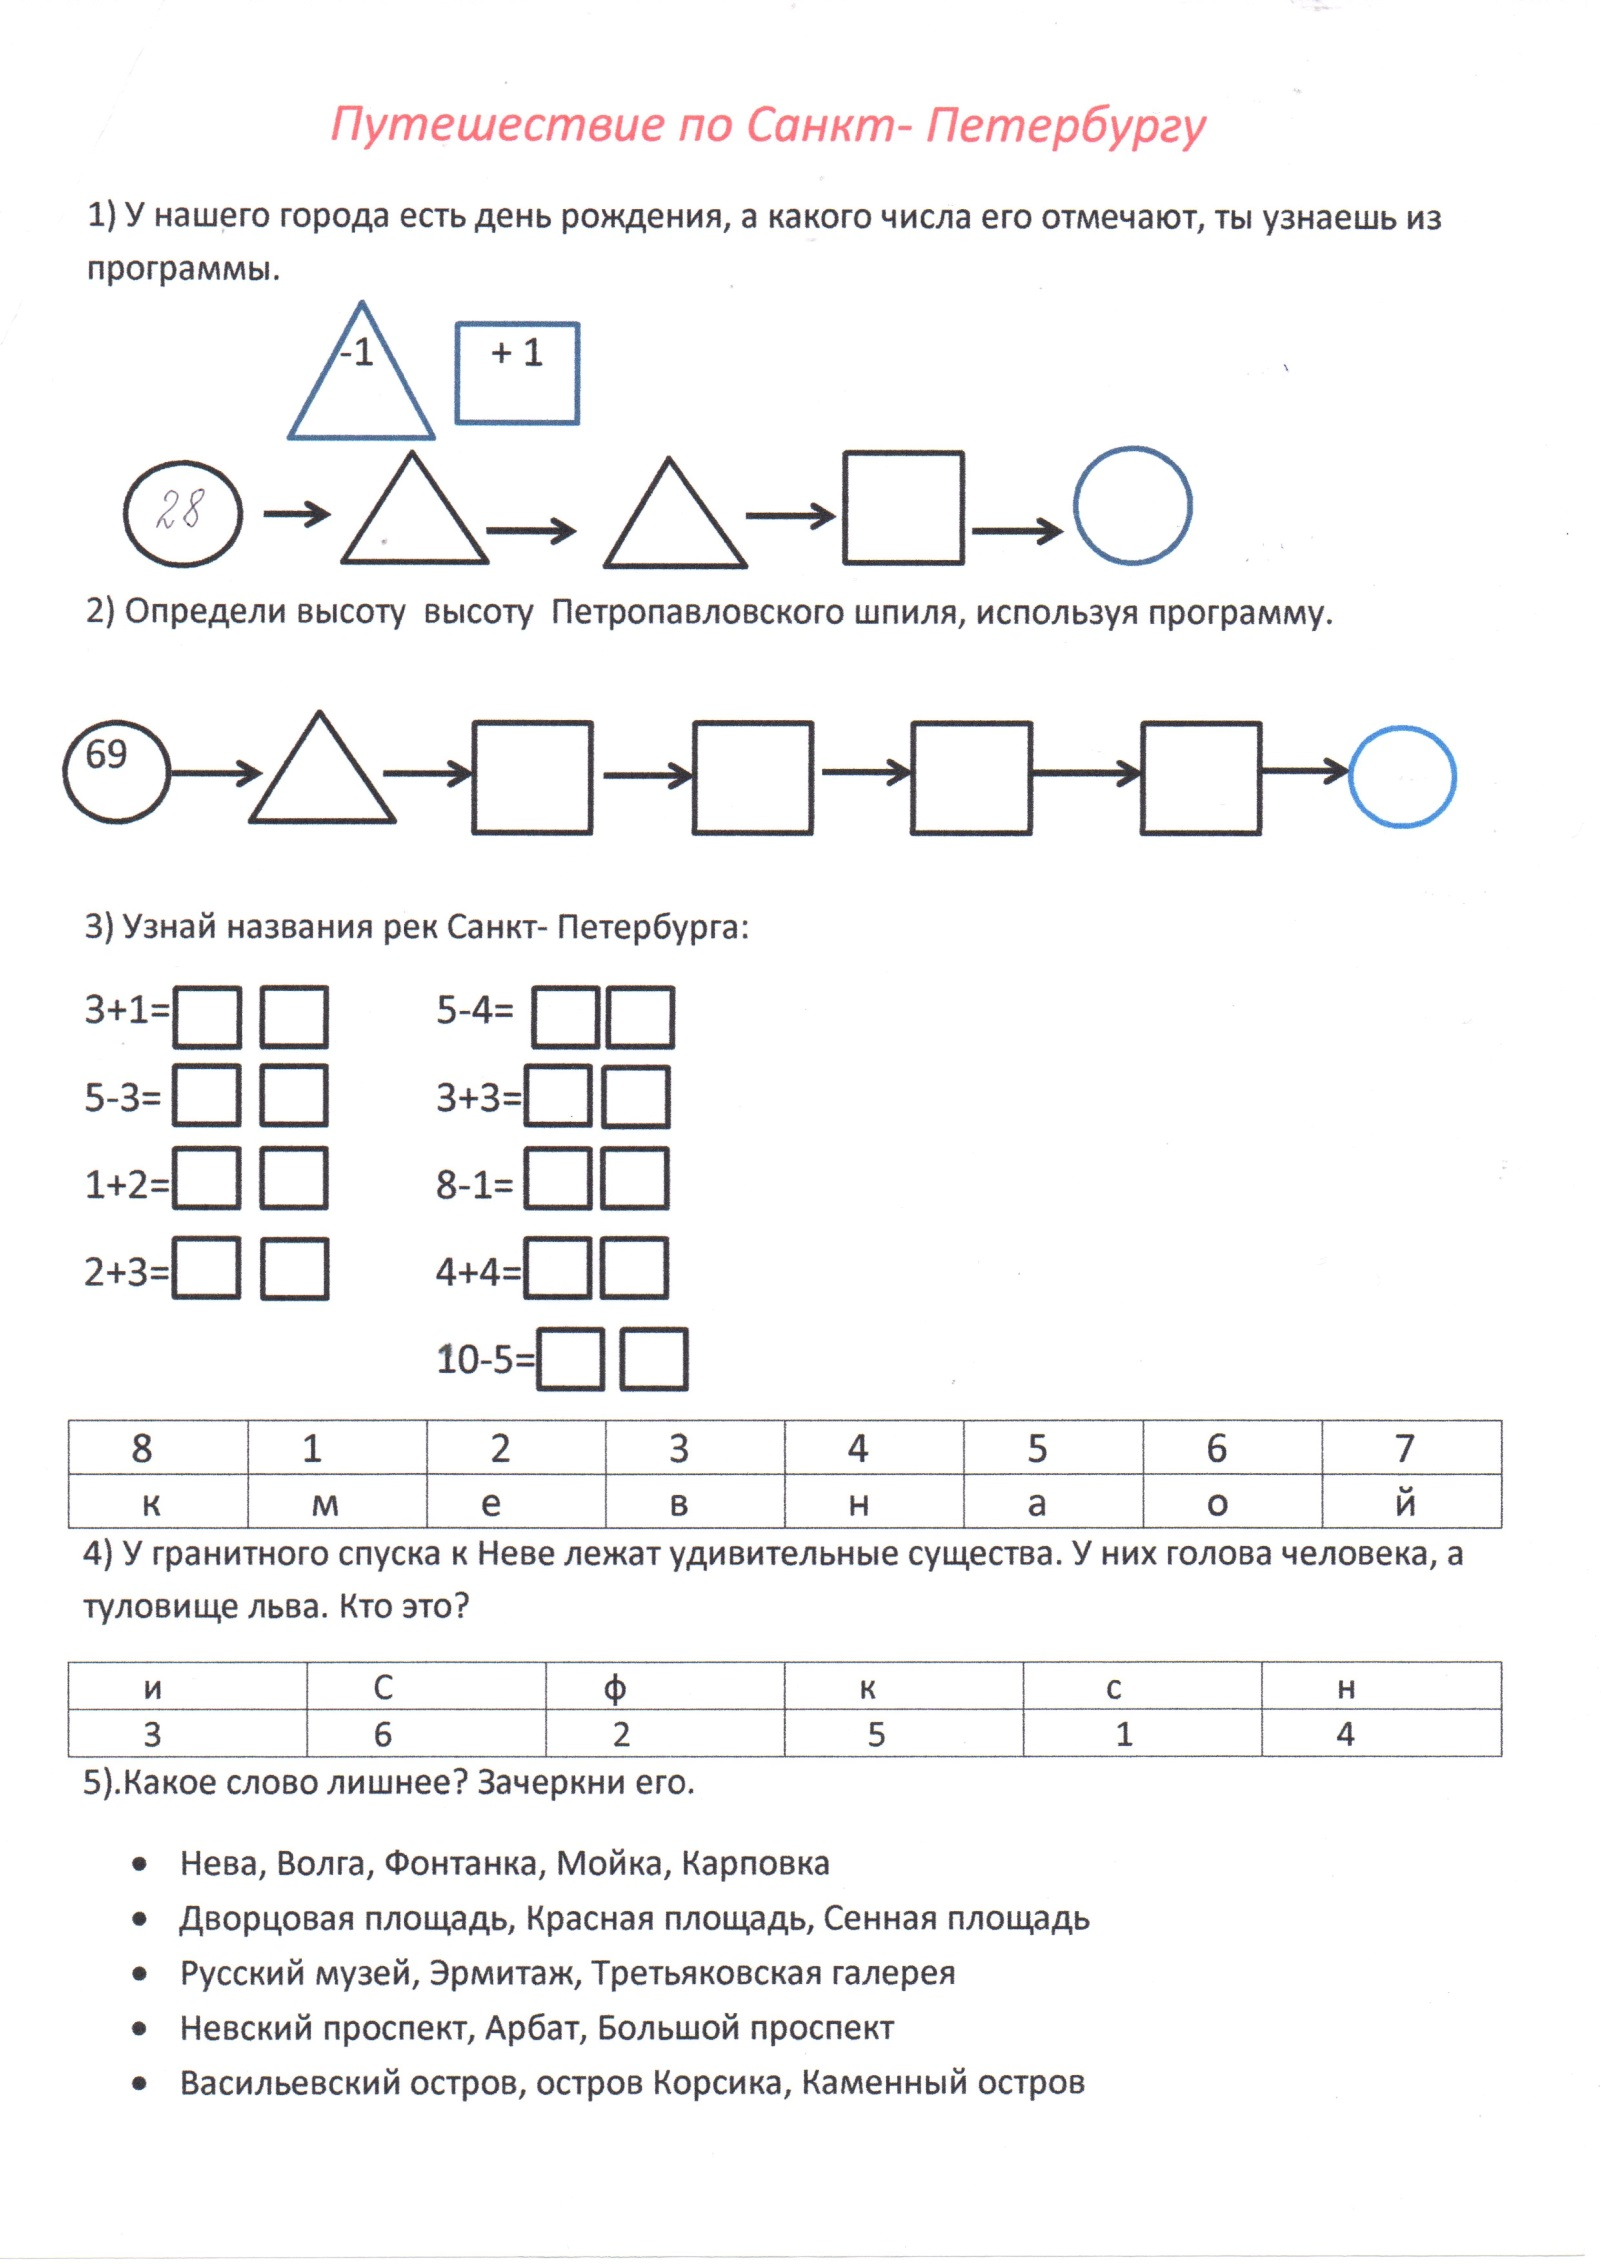 Путешествие по Санкт- Петербургу
1) У нашего города есть день рождения, а какого числа его отмечают, ты узнаешь из
программы.
-1 + 1
28
2) Определи высоту высоту Петропавловского шпиля, используя программу.
69
3) Узнай названия рек Санкт- Петербурга:
3+1= 5-4=
5-3= 3+3=
1+2= 8-1=
2+3= 4+4=
10-5=
8 1 2 3 4 5 6 7
к м е в н а о й
4) У гранитного спуска к Неве лежат удивительные существа. У них голова человека, а
туловище льва. Кто это?
и С ф к с н
3 6 2 5 1 4
5).Какое слово лишнее? Зачеркни его.
• Нева, Волга, Фонтанка, Мойка, Карповка
• Дворцовая площадь, Красная площадь, Сенная площадь
• Русский музей, Эрмитаж, Третьяковская галерея
• Невский проспект, Арбат, Большой проспект
• Васильевский остров, остров Корсика, Каменный остров